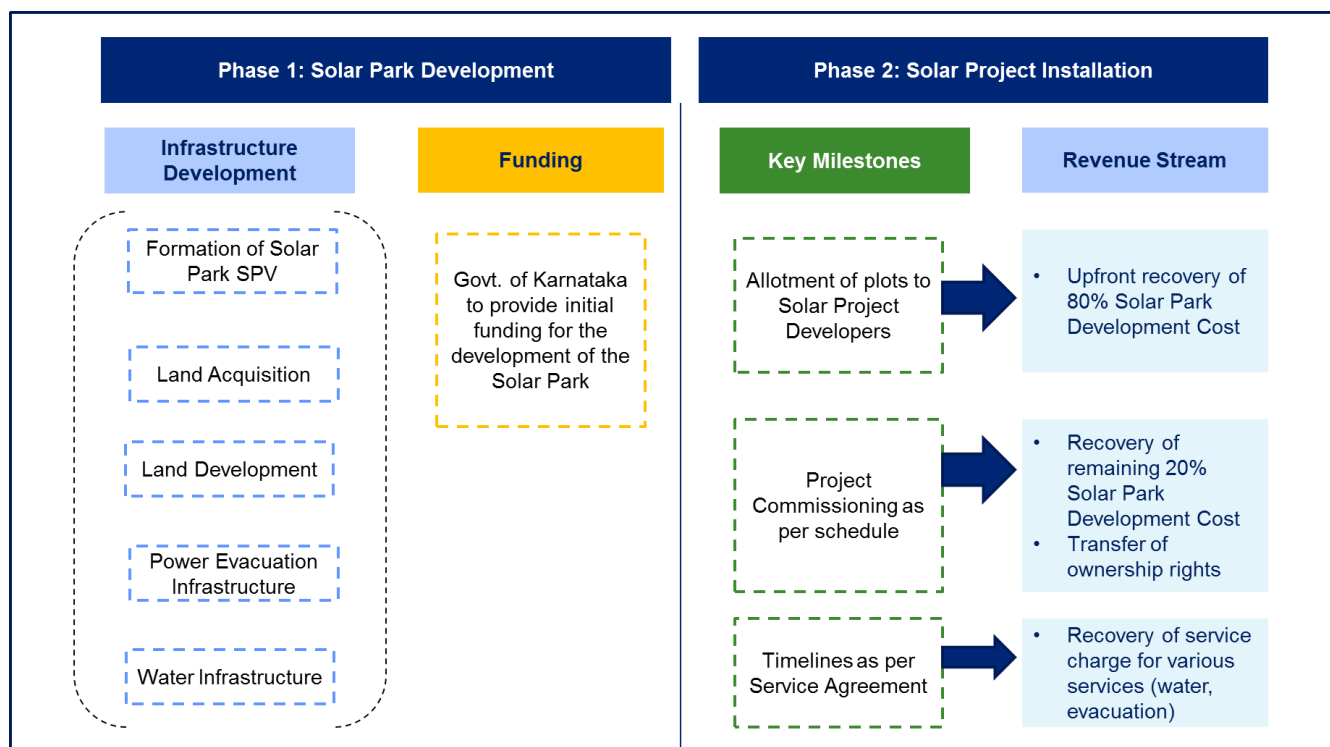 Phase 1: Solar Park Development
Phase 2: Solar Project Installation
Infrastructure
Development
Funding
Key Milestones
Revenue Stream
Formation of Solar
Park SPV
Land Acquisition
Land Development
Power Evacuation
Infrastructure
Water Infrastructure
Govt. of Karnataka
to provide initial
funding for the
development of the
Solar Park
Allotment of plots to
Solar Project
Developers
• Upfront recovery of
80% Solar Park
Development Cost
Project
Commissioning as
per schedule
• Recovery of
remaining 20%
Solar Park
Development Cost
• Transfer of
ownership rights
Timelines as per
Service Agreement
• Recovery of service
charge for various
services (water,
evacuation)